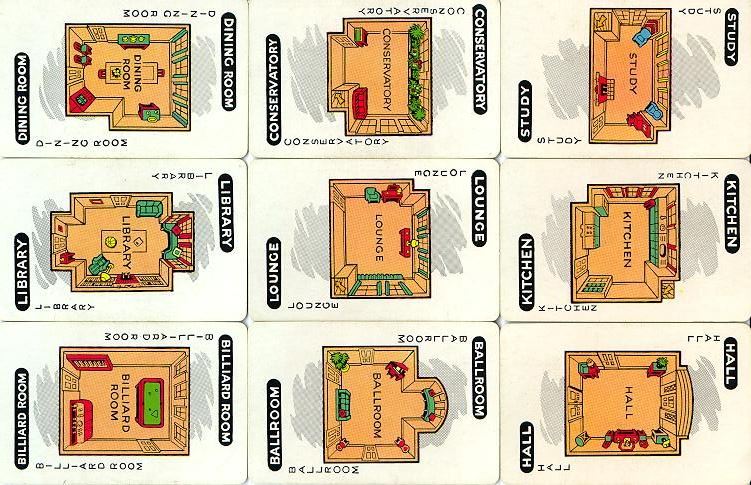 DINING ROOM
DINING ROOM
DINING
ROOM
DINING ROOM
DINING ROOM
CONSERVATORY
CONSERVATORY
CONSERVATORY
CONSERVATORY
CONSERVATORY
STUDY
STUDY
STUDY
STUDY
STUDY
LIBRARY
LIBRARY
LIBRARY
LIBRARY
LIBRARY
LOUNGE
LOUNGE
LOUNGE
LOUNGE
LOUNGE
KITCHEN
KITCHEN
KITCHEN
KITCHEN
KITCHEN
BILLIARD ROOM
BILLIARD ROOM
BILLIARD
ROOM
BILLIARD ROOM
BILLIARD ROOM
BALLROOM
BALLROOM
BALLROOM
BALLROOM
BALLROOM
HALL
HALL
HALL
HALL
HALL